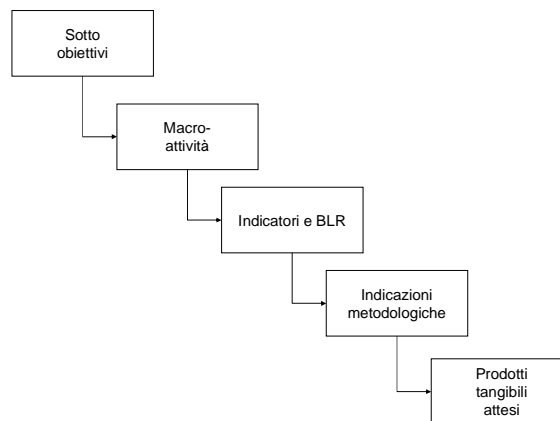 Sotto
obiettivi
Macro-
attività
Indicatori e BLR
Indicazioni
metodologiche
Prodotti
tangibili
attesi